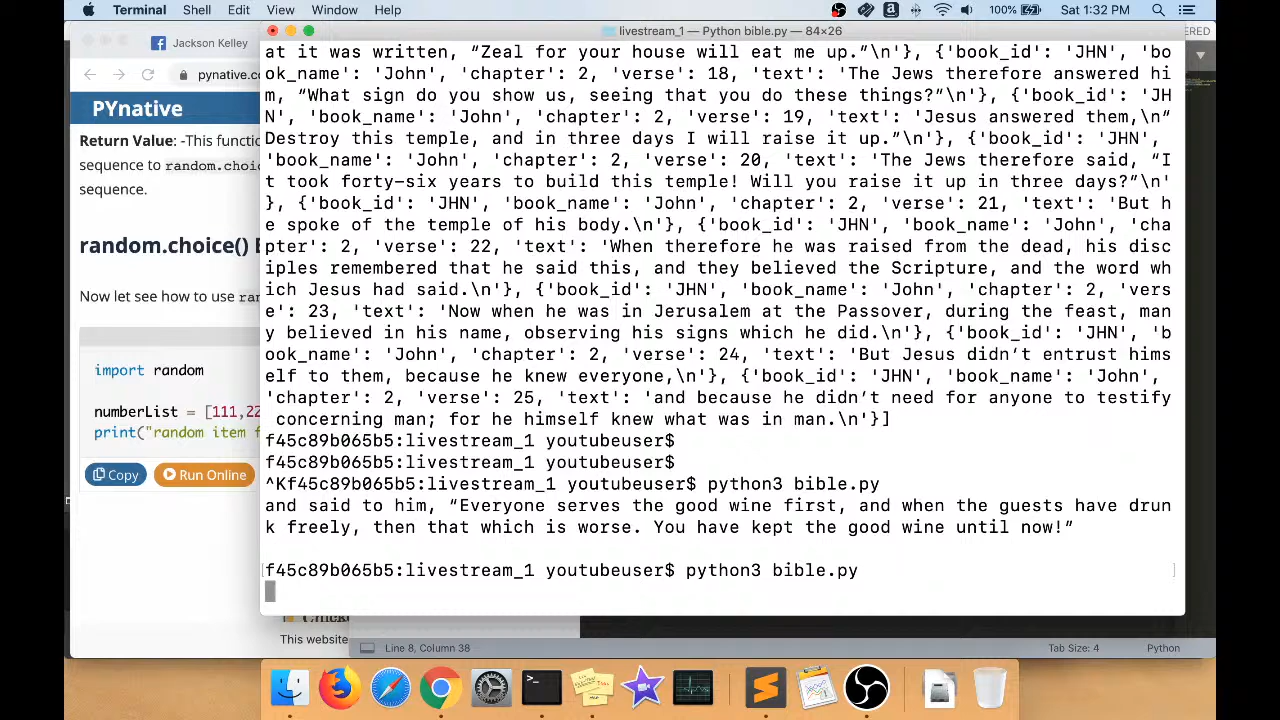 Terminal Shell Edit View Window Help 100% Sat 1:32 PM
livestream_1 — Python bible.py — 84×26
ERED
Jackson Kelley
pynative.co
PYnative
Return Value: -This functio
sequence to random.choic
sequence.
random.choice() E
Now let see how to use ran
import random
numberList = [111,22
print("random item f
Copy Run Online
This website
at it was written, “Zeal for your house will eat me up.”\n'}, {'book_id': 'JHN', 'bo
ok_name': 'John', 'chapter': 2, 'verse': 18, 'text': 'The Jews therefore answered hi
m, “What sign do you show us, seeing that you do these things?”\n'}, {'book_id': 'JH
N', 'book_name': 'John', 'chapter': 2, 'verse': 19, 'text': 'Jesus answered them,\n“
Destroy this temple, and in three days I will raise it up.”\n'}, {'book_id': 'JHN',
'book_name': 'John', 'chapter': 2, 'verse': 20, 'text': 'The Jews therefore said, “I
t took forty-six years to build this temple! Will you raise it up in three days?”\n'
}, {'book_id': 'JHN', 'book_name': 'John', 'chapter': 2, 'verse': 21, 'text': 'But h
e spoke of the temple of his body.\n'}, {'book_id': 'JHN', 'book_name': 'John', 'cha
pter': 2, 'verse': 22, 'text': 'When therefore he was raised from the dead, his disc
iples remembered that he said this, and they believed the Scripture, and the word wh
ich Jesus had said.\n'}, {'book_id': 'JHN', 'book_name': 'John', 'chapter': 2, 'vers
e': 23, 'text': 'Now when he was in Jerusalem at the Passover, during the feast, man
y believed in his name, observing his signs which he did.\n'}, {'book_id': 'JHN', 'b
ook_name': 'John', 'chapter': 2, 'verse': 24, 'text': 'But Jesus didn’t entrust hims
elf to them, because he knew everyone,\n'}, {'book_id': 'JHN', 'book_name': 'John',
'chapter': 2, 'verse': 25, 'text': 'and because he didn’t need for anyone to testify
concerning man; for he himself knew what was in man.\n'}]
f45c89b065b5:livestream_1 youtubeuser$
f45c89b065b5:livestream_1 youtubeuser$
^Kf45c89b065b5:livestream_1 youtubeuser$ python3 bible.py
and said to him, “Everyone serves the good wine first, and when the guests have drun
k freely, then that which is worse. You have kept the good wine until now!”
f45c89b065b5:livestream_1 youtubeuser$ python3 bible.py
Line 8, Column 38 Tab Size: 4 Python